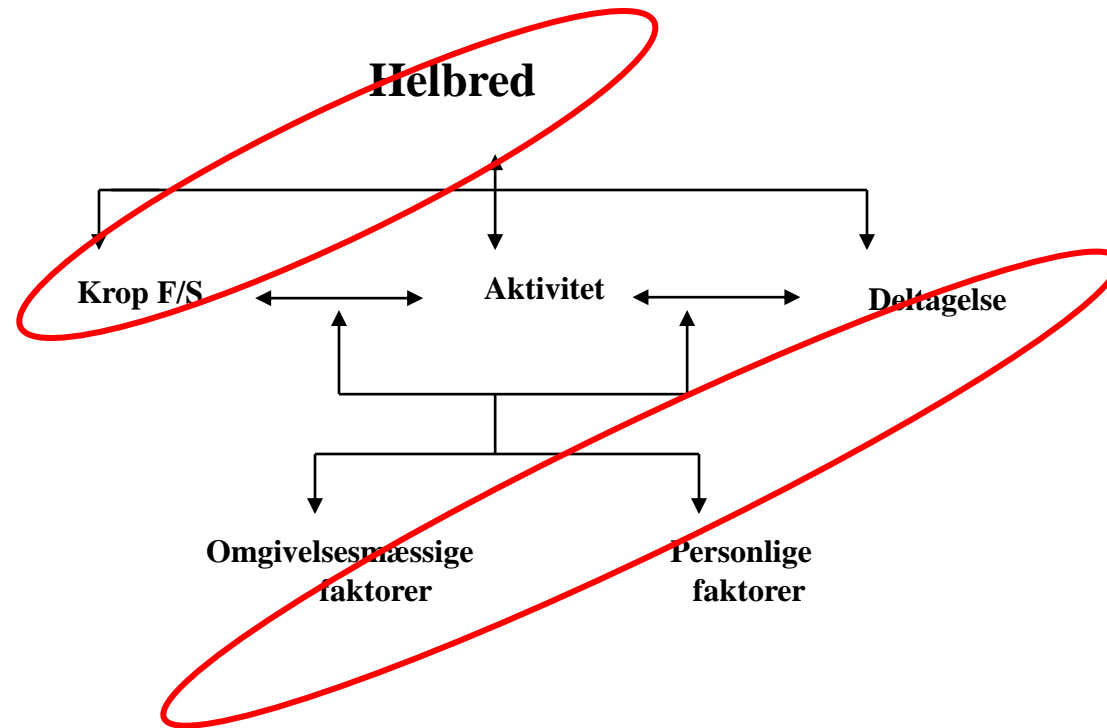 Helbred
Krop F/S
Aktivitet
Deltagelse
Omgivelsesmæssige
faktorer
Personlige
faktorer